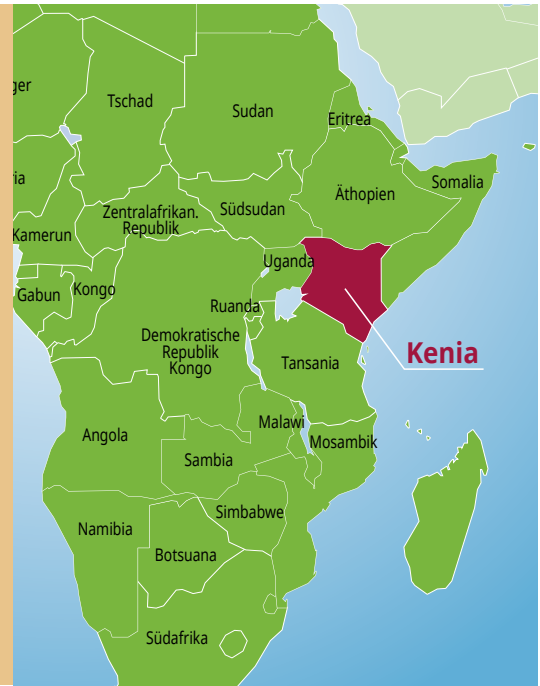 ger
Tschad
Sudan
Eritrea
ria
Äthopien
Somalia
Zentralafrikan.
Republik
Südsudan
Kamerun
Uganda
Gabun
Kongo
Ruanda
Demokratische
Republik
Kongo
Kenia
Tansania
Malawi
Angola
Mosambik
Sambia
Simbabwe
Namibia
Botsuana
Südafrika